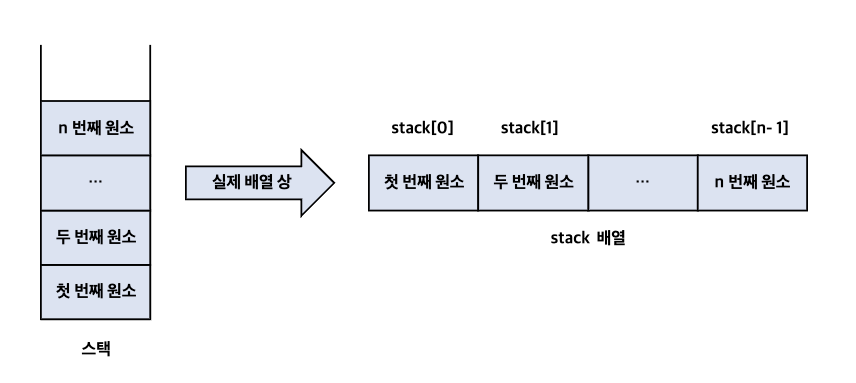 n 번째 원소
...
두 번째 원소
첫 번째 원소
스택
실제 배열 상
stack[0] stack[1] stack[n- 1]
첫 번째 원소 두 번째 원소 ... n 번째 원소
stack 배열